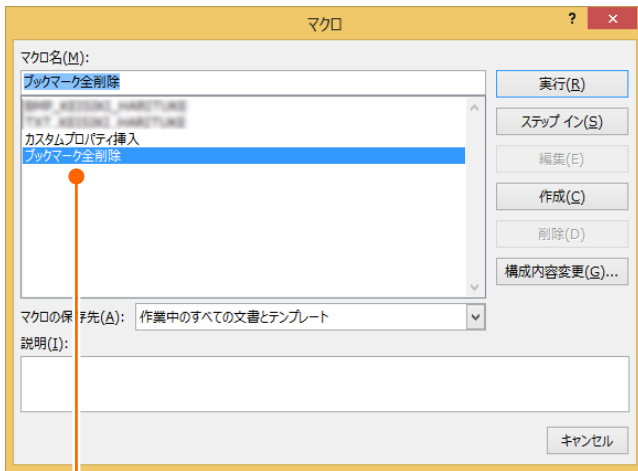 マクロ
?
×
マクロ名(M):
ブックマーク全削除
実行(R)
ステップ イン(S)
カスタムプロパティ挿入
ブックマーク全削除
編集(E)
作成(C)
削除(D)
構成内容変更(G)...
マクロの保存先(A): 作業中のすべての文書とテンプレート
説明(I):
キャンセル